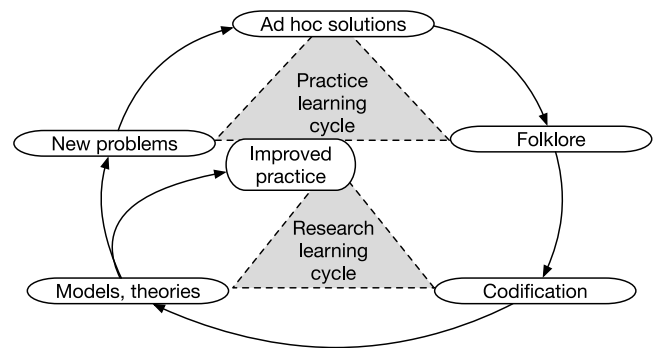 Ad hoc solutions
Practice
learning
cycle
New problems
Folklore
Improved
practice
Research
learning
cycle
Models, theories
Codification